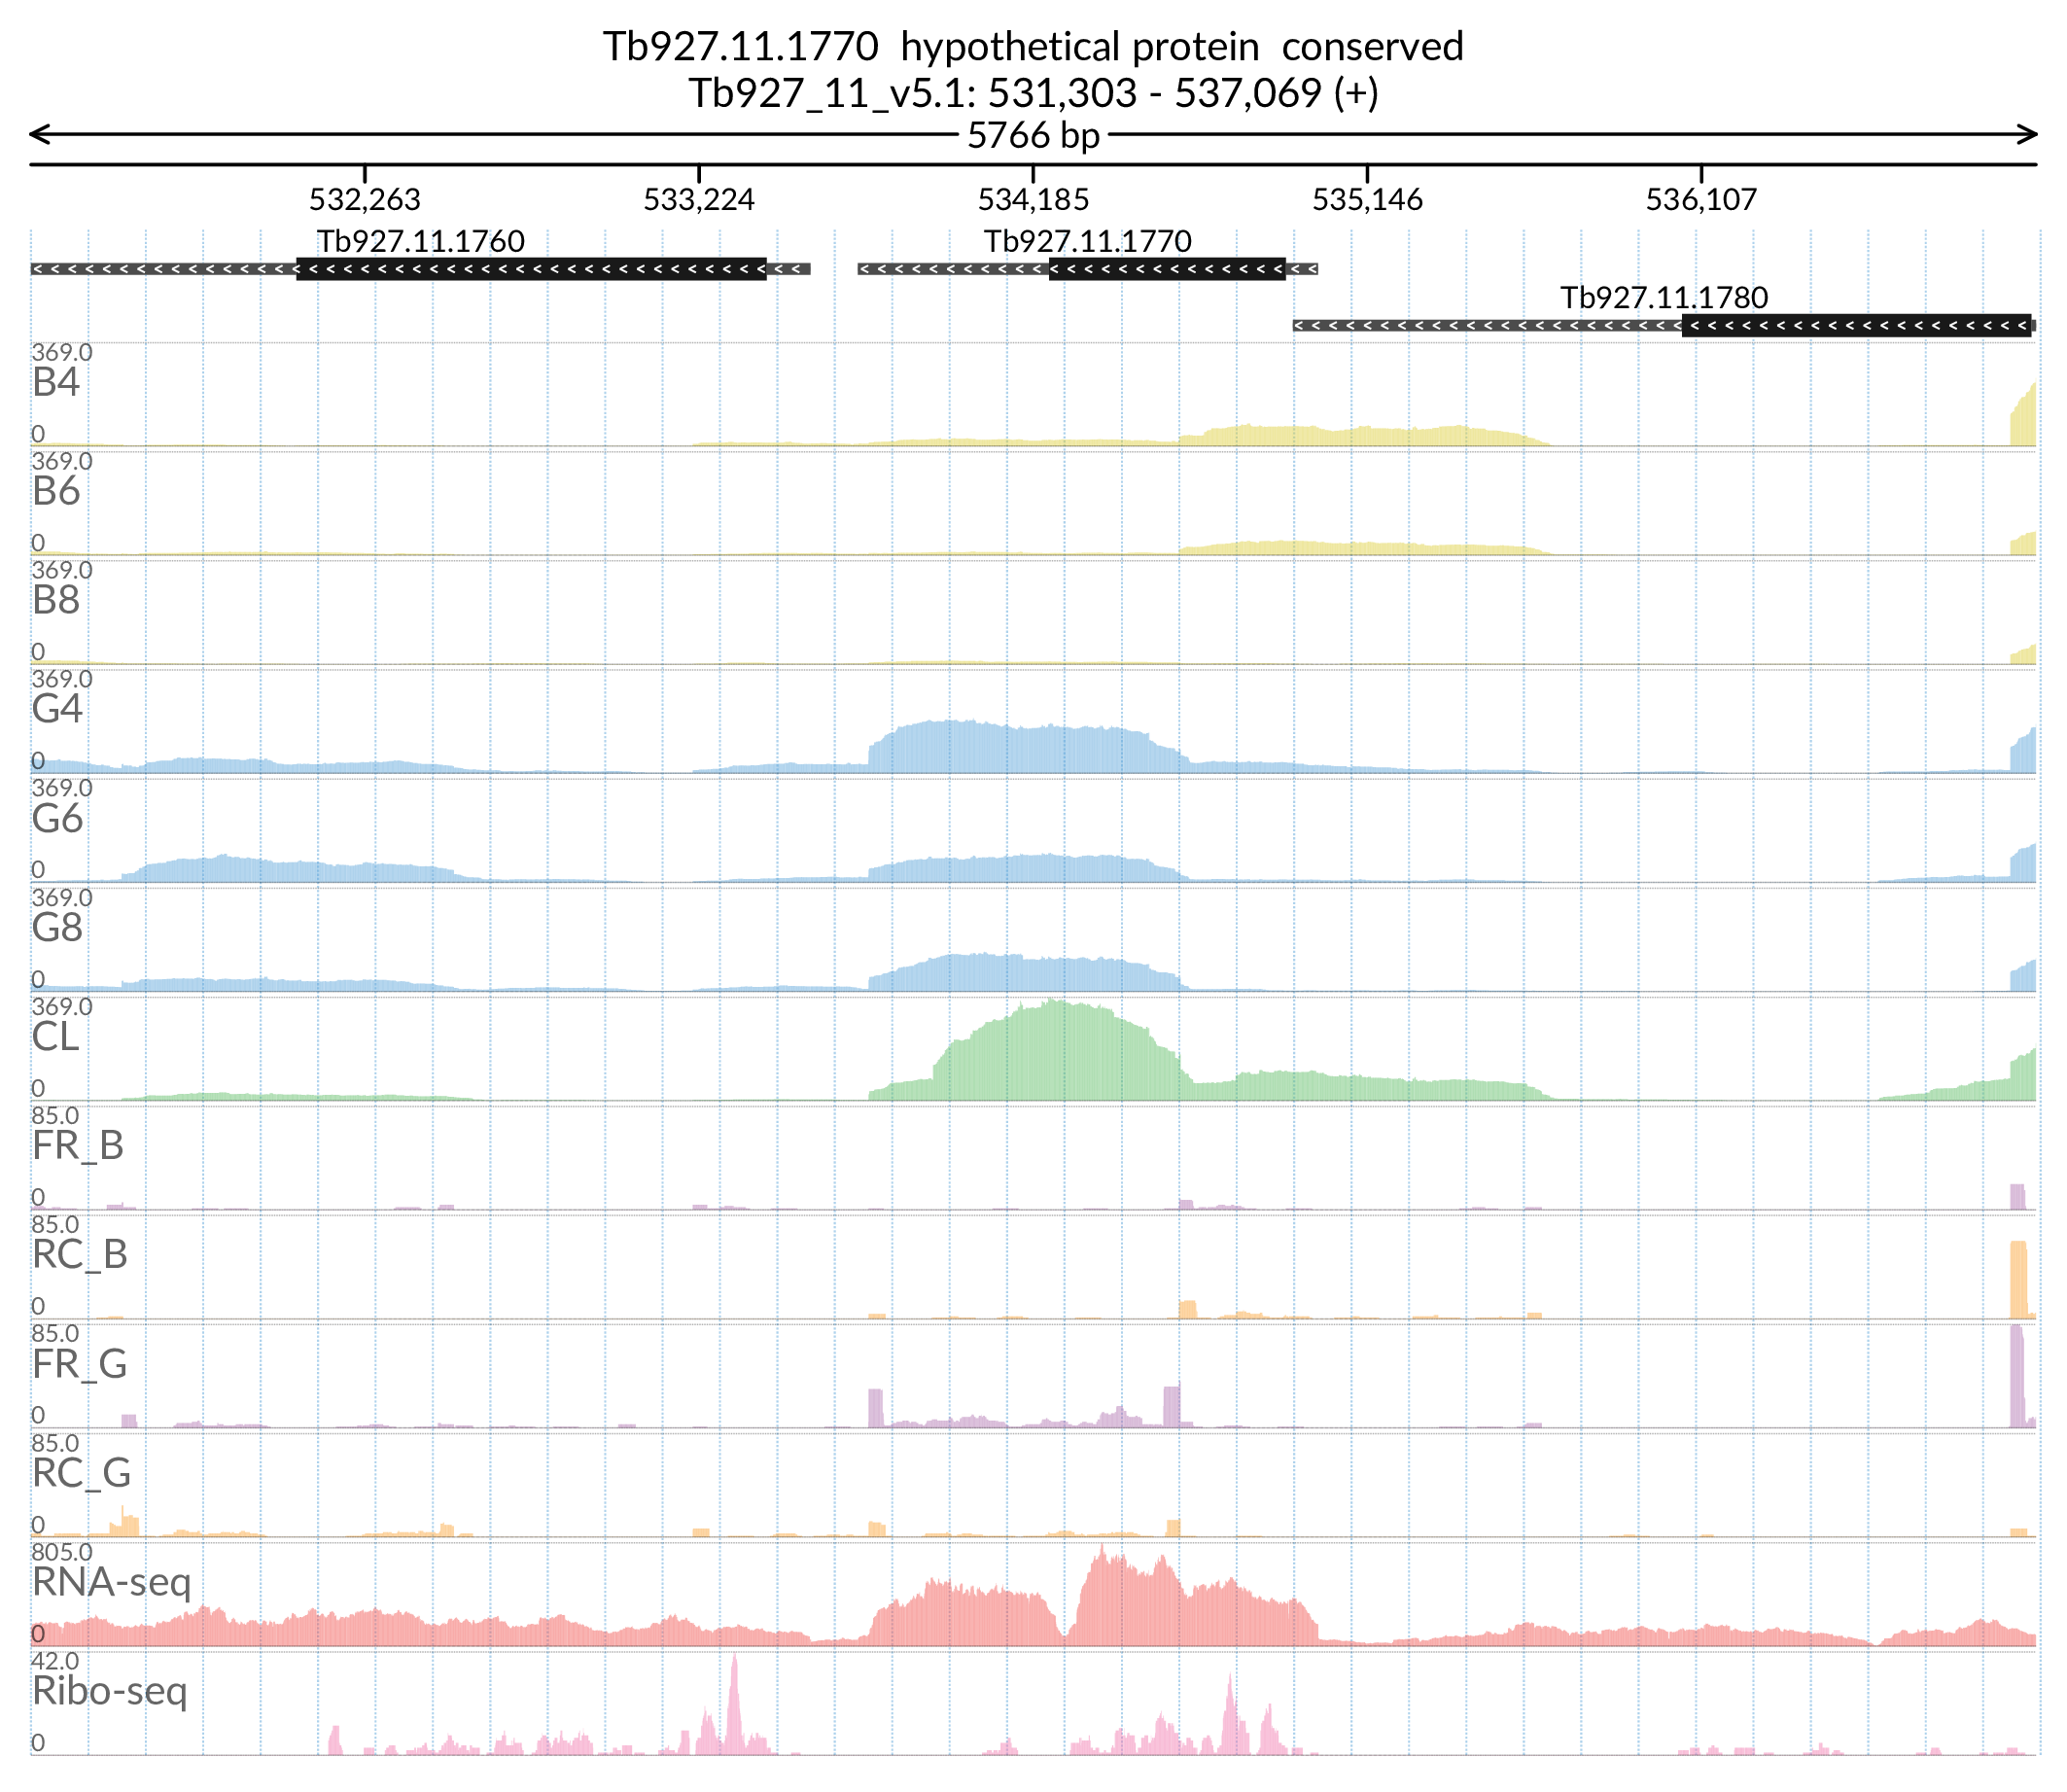 Tb927.11.1770  hypothetical protein  conserved
Tb927_11_v5.1: 531,303 - 537,069 (+)
5766 bp
532,263 533,224 534,185 535,146 536,107
Tb927.11.1760 Tb927.11.1770
Tb927.11.1780
369.0
B4
0
369.0
B6
0
369.0
B8
0
369.0
G4
0
369.0
G6
0
369.0
G8
0
369.0
CL
0
85.0
FR_B
0
85.0
RC_B
0
85.0
FR_G
0
85.0
RC_G
0
805.0
RNA-seq
0
42.0
Ribo-seq
0